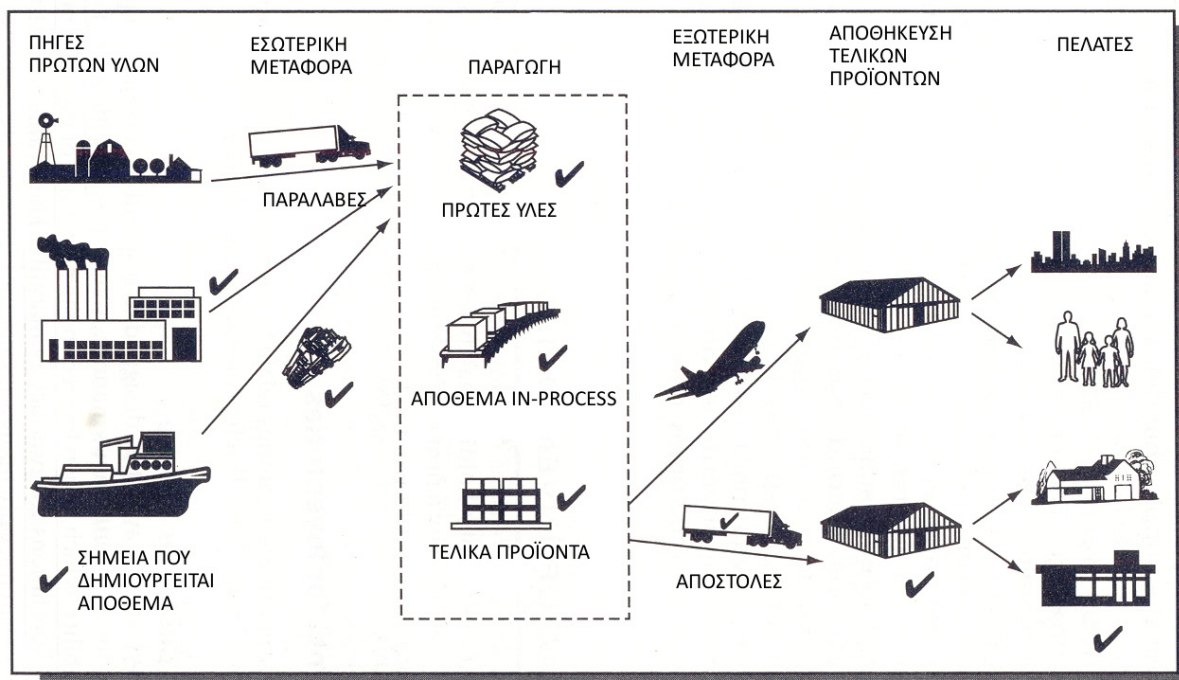 ΠΗΓΕΣ
ΠΡΩΤΩΝ ΥΛΩΝ
ΕΣΩΤΕΡΙΚΗ
ΜΕΤΑΦΟΡΑ
ΠΑΡΑΓΩΓΗ
ΕΞΩΤΕΡΙΚΗ
ΜΕΤΑΦΟΡΑ
ΑΠΟΘΗΚΕΥΣΗ
ΤΕΛΙΚΩΝ
ΠΡΟΪΟΝΤΩΝ
ΠΕΛΑΤΕΣ
ΠΑΡΑΛΑΒΕΣ
ΠΡΩΤΕΣ ΥΛΕΣ
ΑΠΟΘΕΜΑ IN-PROCESS
ΤΕΛΙΚΑ ΠΡΟΪΟΝΤΑ
ΑΠΟΣΤΟΛΕΣ
ΣΗΜΕΙΑ ΠΟΥ
ΔΗΜΙΟΥΡΓΕΙΤΑΙ
ΑΠΟΘΕΜΑ